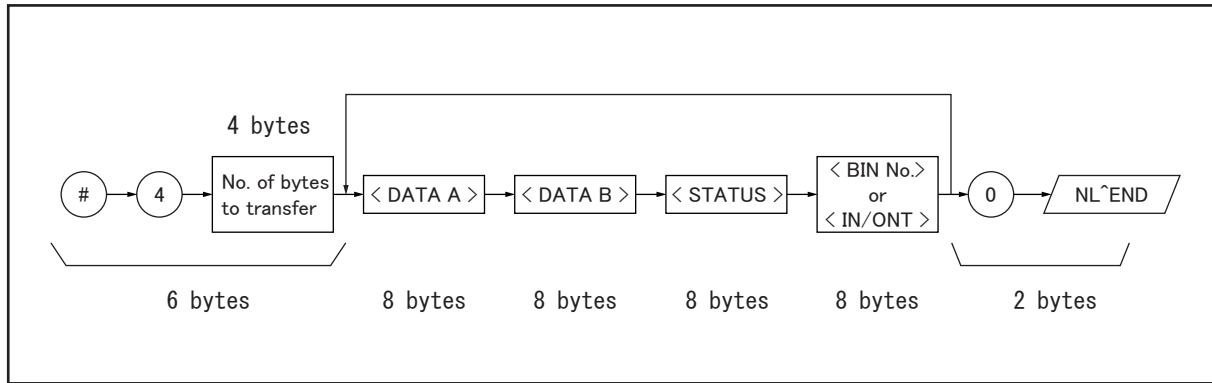 4 bytes
# 4 No. of bytes to transfer < DATA A > < DATA B > < STATUS > < BIN No.> or < IN/ONT > 0 NL^END
6 bytes 8 bytes 8 bytes 8 bytes 8 bytes 2 bytes